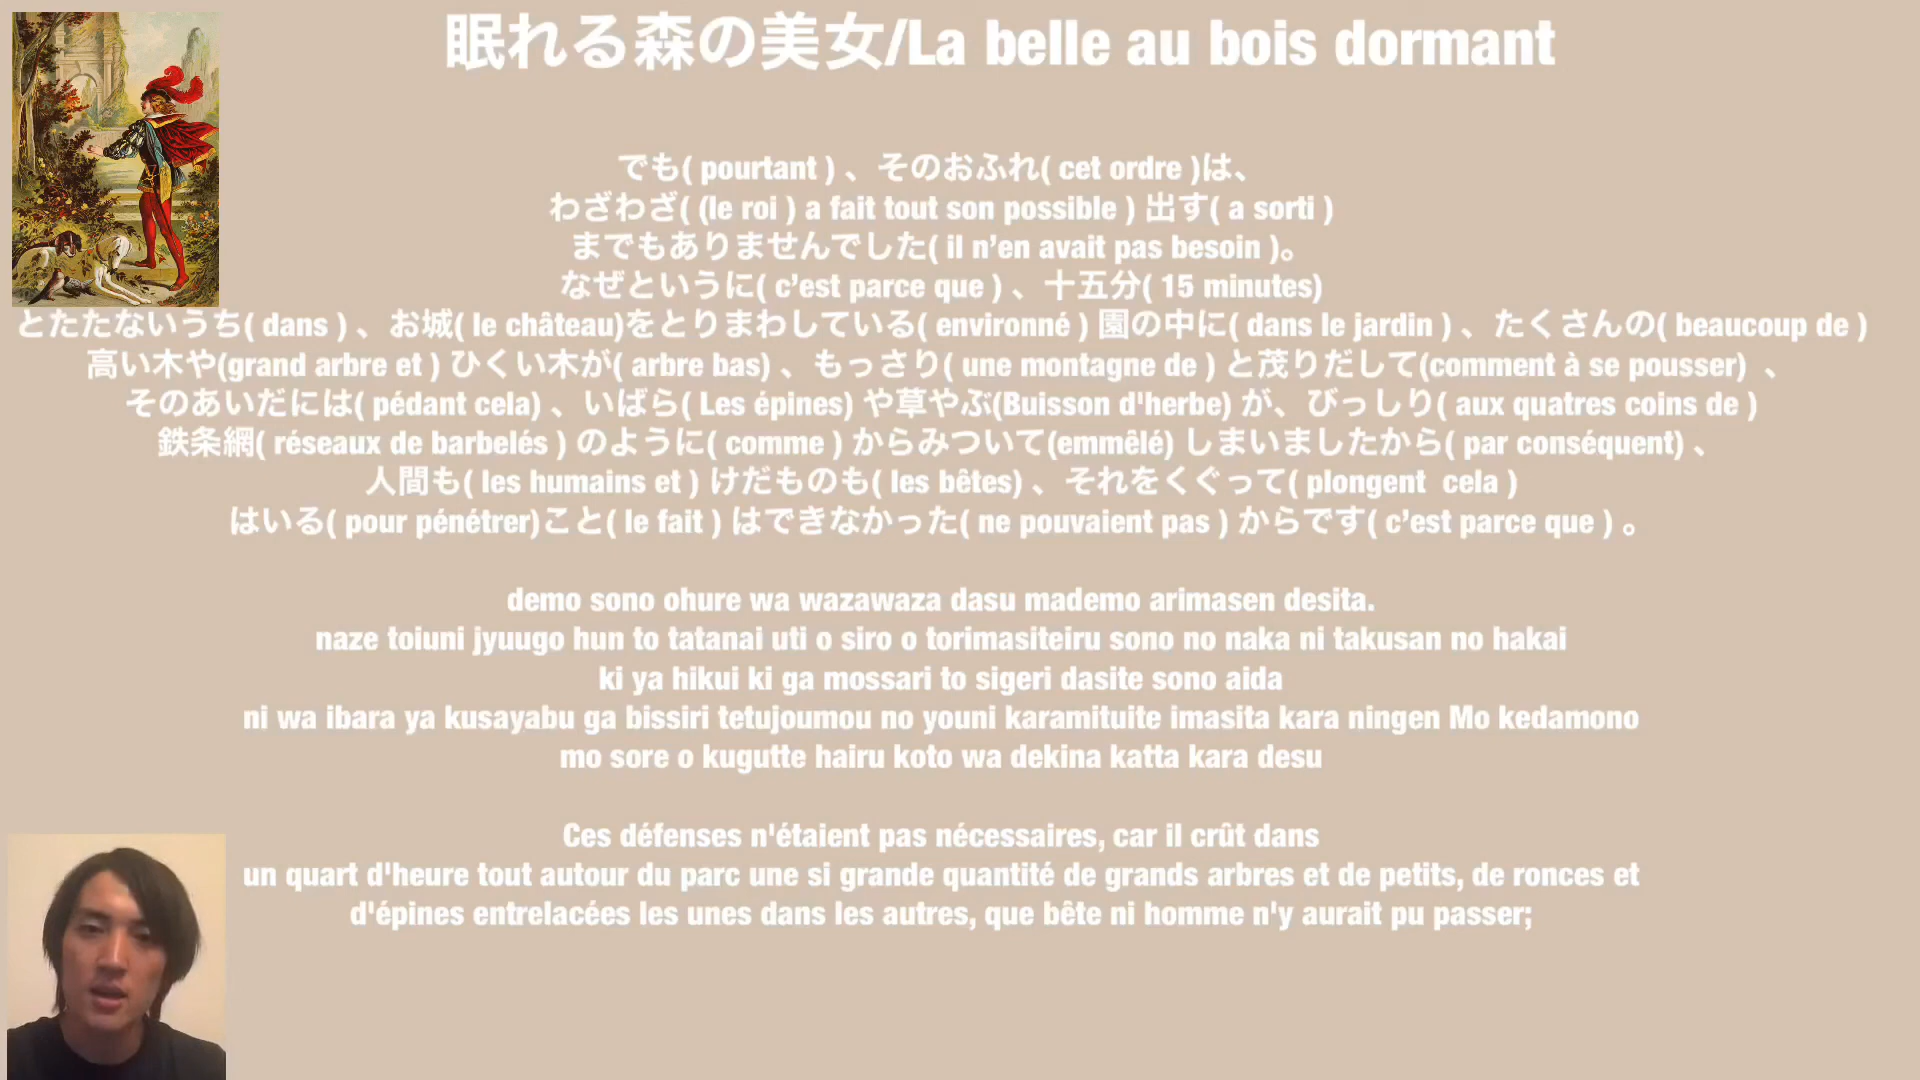 眠れる森の美女/La belle au bois dormant
でも( pourtant ) 、そのおふれ( cet ordre )は、
わざわざ( (le roi ) a fait tout son possible ) 出す( a sorti )
までもありませんでした( il n’en avait pas besoin )。
なぜというに( c’est parce que ) 、十五分( 15 minutes)
とたたないうち( dans ) 、お城( le château)をとりまわしている( environné ) 園の中に( dans le jardin ) 、たくさんの( beaucoup de )
高い木や(grand arbre et ) ひくい木が( arbre bas) 、もっさり( une montagne de ) と茂りだして(comment à se pousser) 、
そのあいだには( pédant cela) 、いばら( Les épines) や草やぶ(Buisson d'herbe) が、びっしり( aux quatres coins de )
鉄条網( réseaux de barbelés ) のように( comme ) からみついて(emmêlé) しまいましたから( par conséquent) 、
人間も( les humains et ) けだものも( les bêtes) 、それをくぐって( plongent cela )
はいる( pour pénétrer)こと( le fait ) はできなかった( ne pouvaient pas ) からです( c’est parce que ) 。
demo sono ohure wa wazawaza dasu mademo arimasen desita.
naze toiuni jyuugo hun to tatanai uti o siro o torimasiteiru sono no naka ni takusan no hakai
ki ya hikui ki ga mossari to sigeri dasite sono aida
ni wa ibara ya kusayabu ga bissiri tetujoumou no youni karamituite imasita kara ningen Mo kedamono
mo sore o kugutte hairu koto wa dekina katta kara desu
Ces défenses n'étaient pas nécessaires, car il crût dans
un quart d'heure tout autour du parc une si grande quantité de grands arbres et de petits, de ronces et
d'épines entrelacées les unes dans les autres, que bête ni homme n'y aurait pu passer;